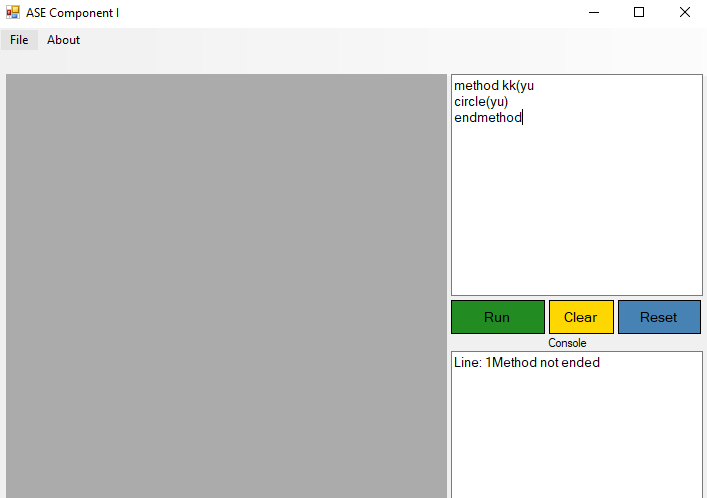 ASE Component I
File About
method kk(yu
circle(yu)
endmethod
Run Clear Reset
Console
Line: 1Method not ended